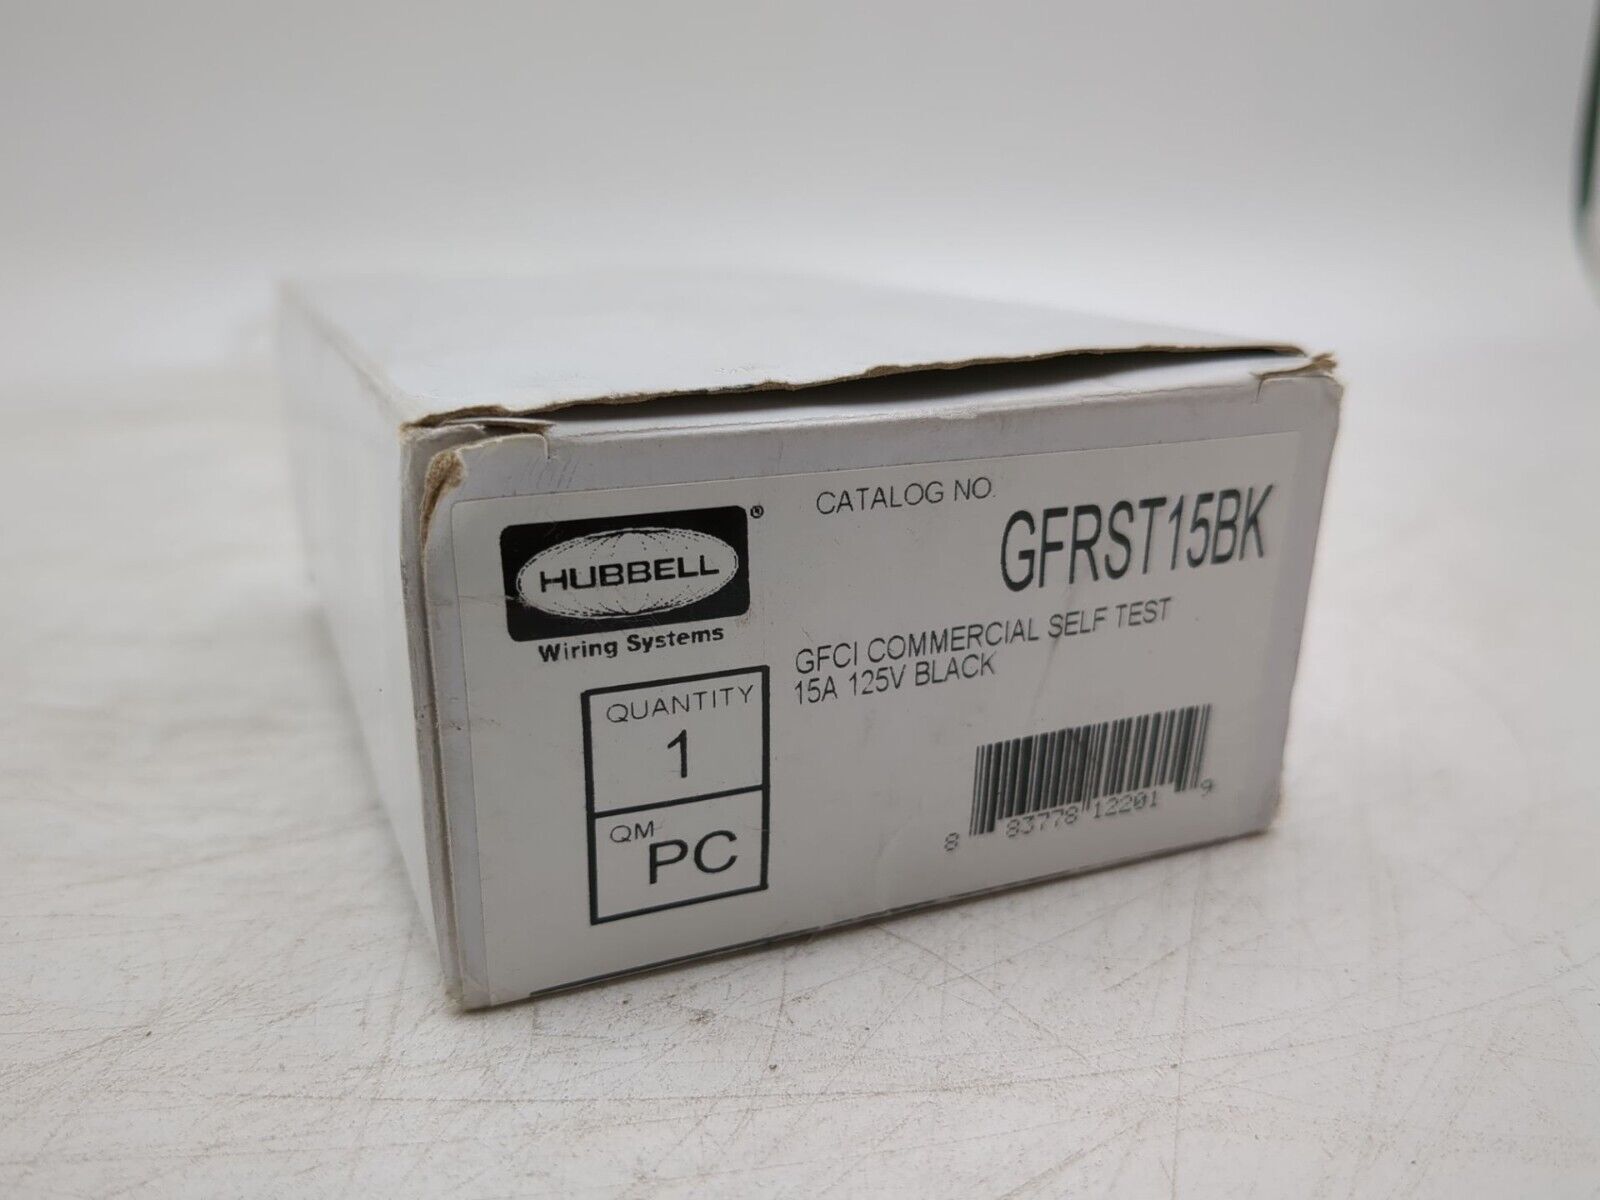 HUBBELL®
Wiring Systems
CATALOG NO.
GFRST15BK
GFCI COMMERCIAL SELF TEST
15A 125V BLACK
QUANTITY
1
QM
PC
8 83778 12201 9